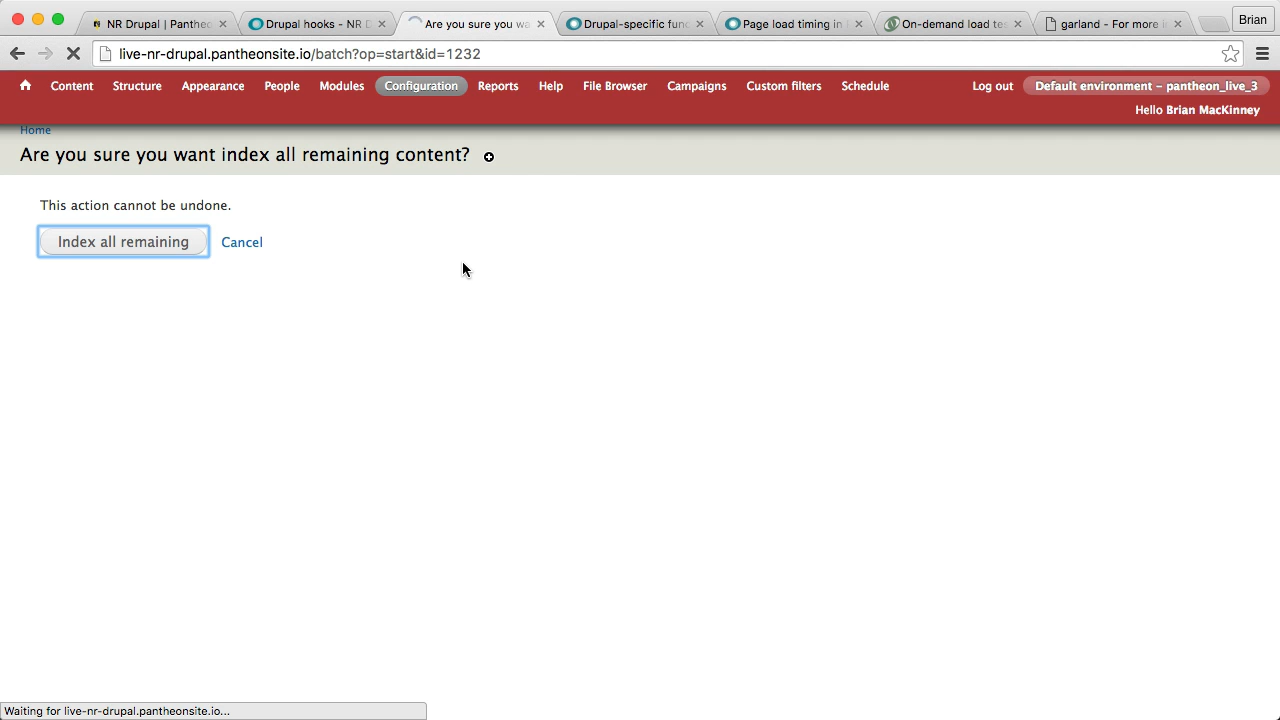 NR Drupal | Panthe
Drupal hooks - NR D
Are you sure you wa
Drupal-specific func
Page load timing in
On-demand load te
garland - For more i
Brian
live-nr-drupal.pantheonsite.io/batch?op=start&id=1232
Content Structure Appearance People Modules Configuration Reports Help File Browser Campaigns Custom filters Schedule Log out Default environment - pantheon_live_3
Hello Brian MacKinney
Home
Are you sure you want index all remaining content?
This action cannot be undone.
Index all remaining Cancel
Waiting for live-nr-drupal.pantheonsite.io...